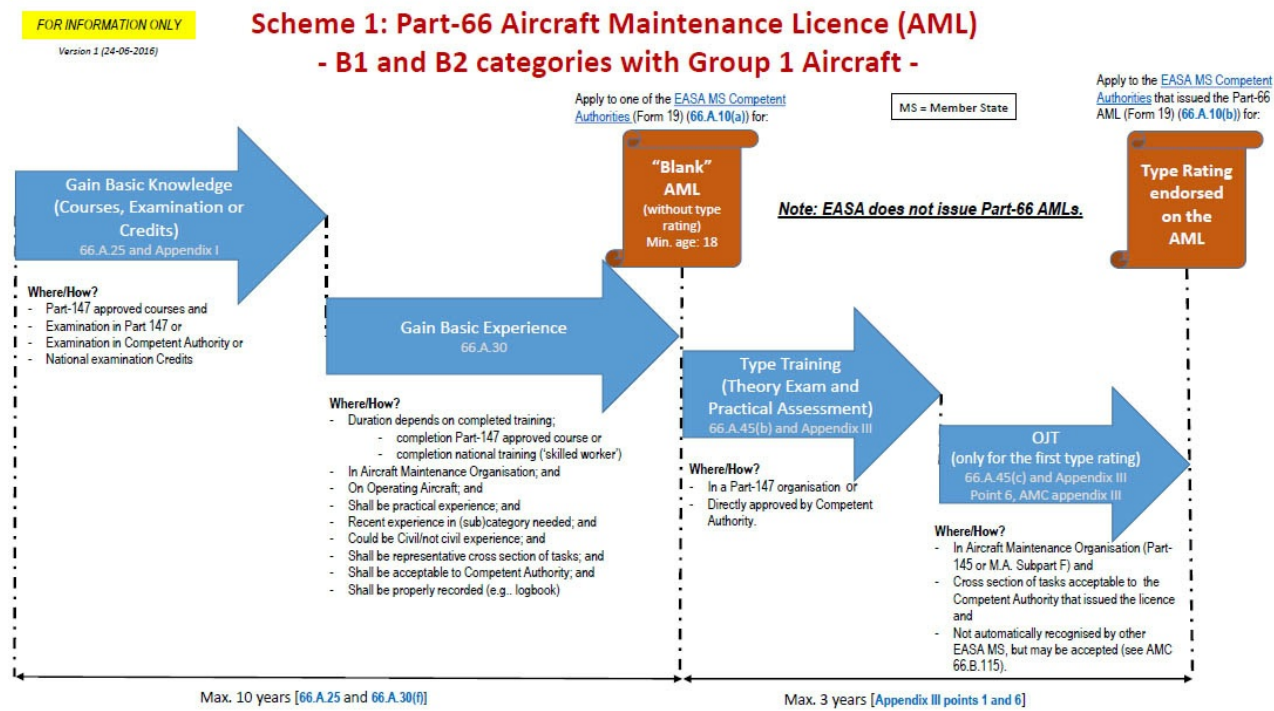 FOR INFORMATION ONLY
Version 1 (24-06-2016)
Scheme 1: Part-66 Aircraft Maintenance Licence (AML)
- B1 and B2 categories with Group 1 Aircraft -
Apply to one of the EASA MS Competent
Authorities (Form 19) (66.A.10(a)) for:
MS = Member State
Apply to the EASA MS Competent
Authorities that issued the Part-66
AML (Form 19) (66.A.10(b)) for:
Gain Basic Knowledge
(Courses, Examination or
Credits)
66.A.25 and Appendix I
"Blank"
AML
(without type
rating)
Min. age: 18
Note: EASA does not issue Part-66 AMLs.
Type Rating
endorsed
on the
AML
Where/How?
- Part-147 approved courses and
- Examination in Part 147 or
- Examination in Competent Authority or
- National examination Credits
Gain Basic Experience
66.A.30
Where/How?
- Duration depends on completed training;
- completion Part-147 approved course or
- completion national training ('skilled worker')
- In Aircraft Maintenance Organisation; and
- On Operating Aircraft; and
- Shall be practical experience; and
- Recent experience in (sub)category needed; and
- Could be Civil/not civil experience; and
- Shall be representative cross section of tasks; and
- Shall be acceptable to Competent Authority; and
- Shall be properly recorded (e.g.. logbook)
Type Training
(Theory Exam and
Practical Assessment)
66.A.45(b) and Appendix III
Where/How?
- In a Part-147 organisation or
- Directly approved by Competent
Authority.
OJT
(only for the first type rating)
66.A.45(c) and Appendix III
Point 6, AMC appendix III
Where/How?
- In Aircraft Maintenance Organisation (Part-
145 or M.A. Subpart F) and
- Cross section of tasks acceptable to the
Competent Authority that issued the licence
and
- Not automatically recognised by other
EASA MS, but may be accepted (see AMC
66.B.115).
Max. 10 years [66.A.25 and 66.A.30(f)]
Max. 3 years [Appendix III points 1 and 6]